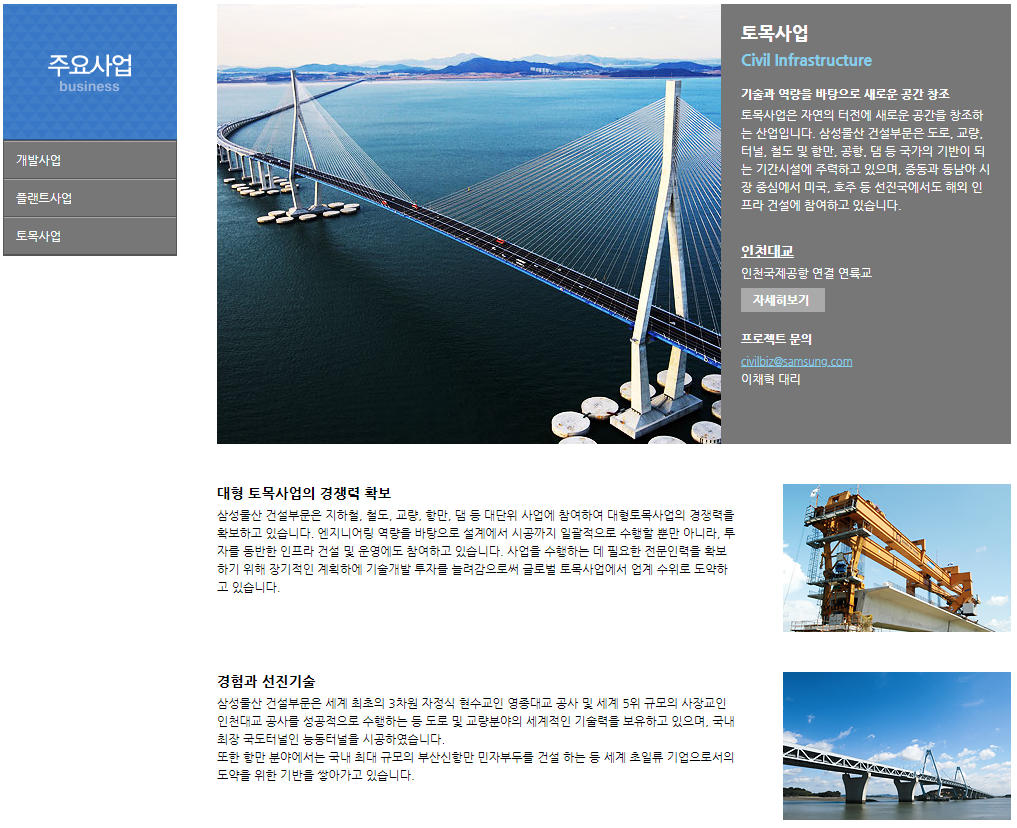 주요사업
business
개발사업
플랜트사업
토목사업
토목사업
Civil Infrastructure
기술과 역량을 바탕으로 새로운 공간 창조
토목사업은 자연의 터전에 새로운 공간을 창조하
는 산업입니다. 삼성물산 건설부문은 도로, 교량,
터널, 철도 및 항만, 공항, 댐 등 국가의 기반이 되
는 기간시설에 주력하고 있으며, 중동과 동남아 시
장 중심에서 미국, 호주 등 선진국에서도 해외 인
프라 건설에 참여하고 있습니다.
인천대교
인천국제공항 연결 연륙교
자세히보기
프로젝트 문의
civilbiz@samsung.com
이채혁 대리
대형 토목사업의 경쟁력 확보
삼성물산 건설부문은 지하철, 철도, 교량, 항만, 댐 등 대단위 사업에 참여하여 대형토목사업의 경쟁력을
확보하고 있습니다. 엔지니어링 역량을 바탕으로 설계에서 시공까지 일괄적으로 수행할 뿐만 아니라, 투
자를 동반한 인프라 건설 및 운영에도 참여하고 있습니다. 사업을 수행하는 데 필요한 전문인력을 확보
하기 위해 장기적인 계획하에 기술개발 투자를 늘려감으로써 글로벌 토목사업에서 업계 수위로 도약하
고 있습니다.
경험과 선진기술
삼성물산 건설부문은 세계 최초의 3차원 자정식 현수교인 영종대교 공사 및 세계 5위 규모의 사장교인
인천대교 공사를 성공적으로 수행하는 등 도로 및 교량분야의 세계적인 기술력을 보유하고 있으며, 국내
최장 국도터널인 능동터널을 시공하였습니다.
또한 항만 분야에서는 국내 최대 규모의 부산신항만 민자부두를 건설 하는 등 세계 초일류 기업으로서의
도약을 위한 기반을 쌓아가고 있습니다.